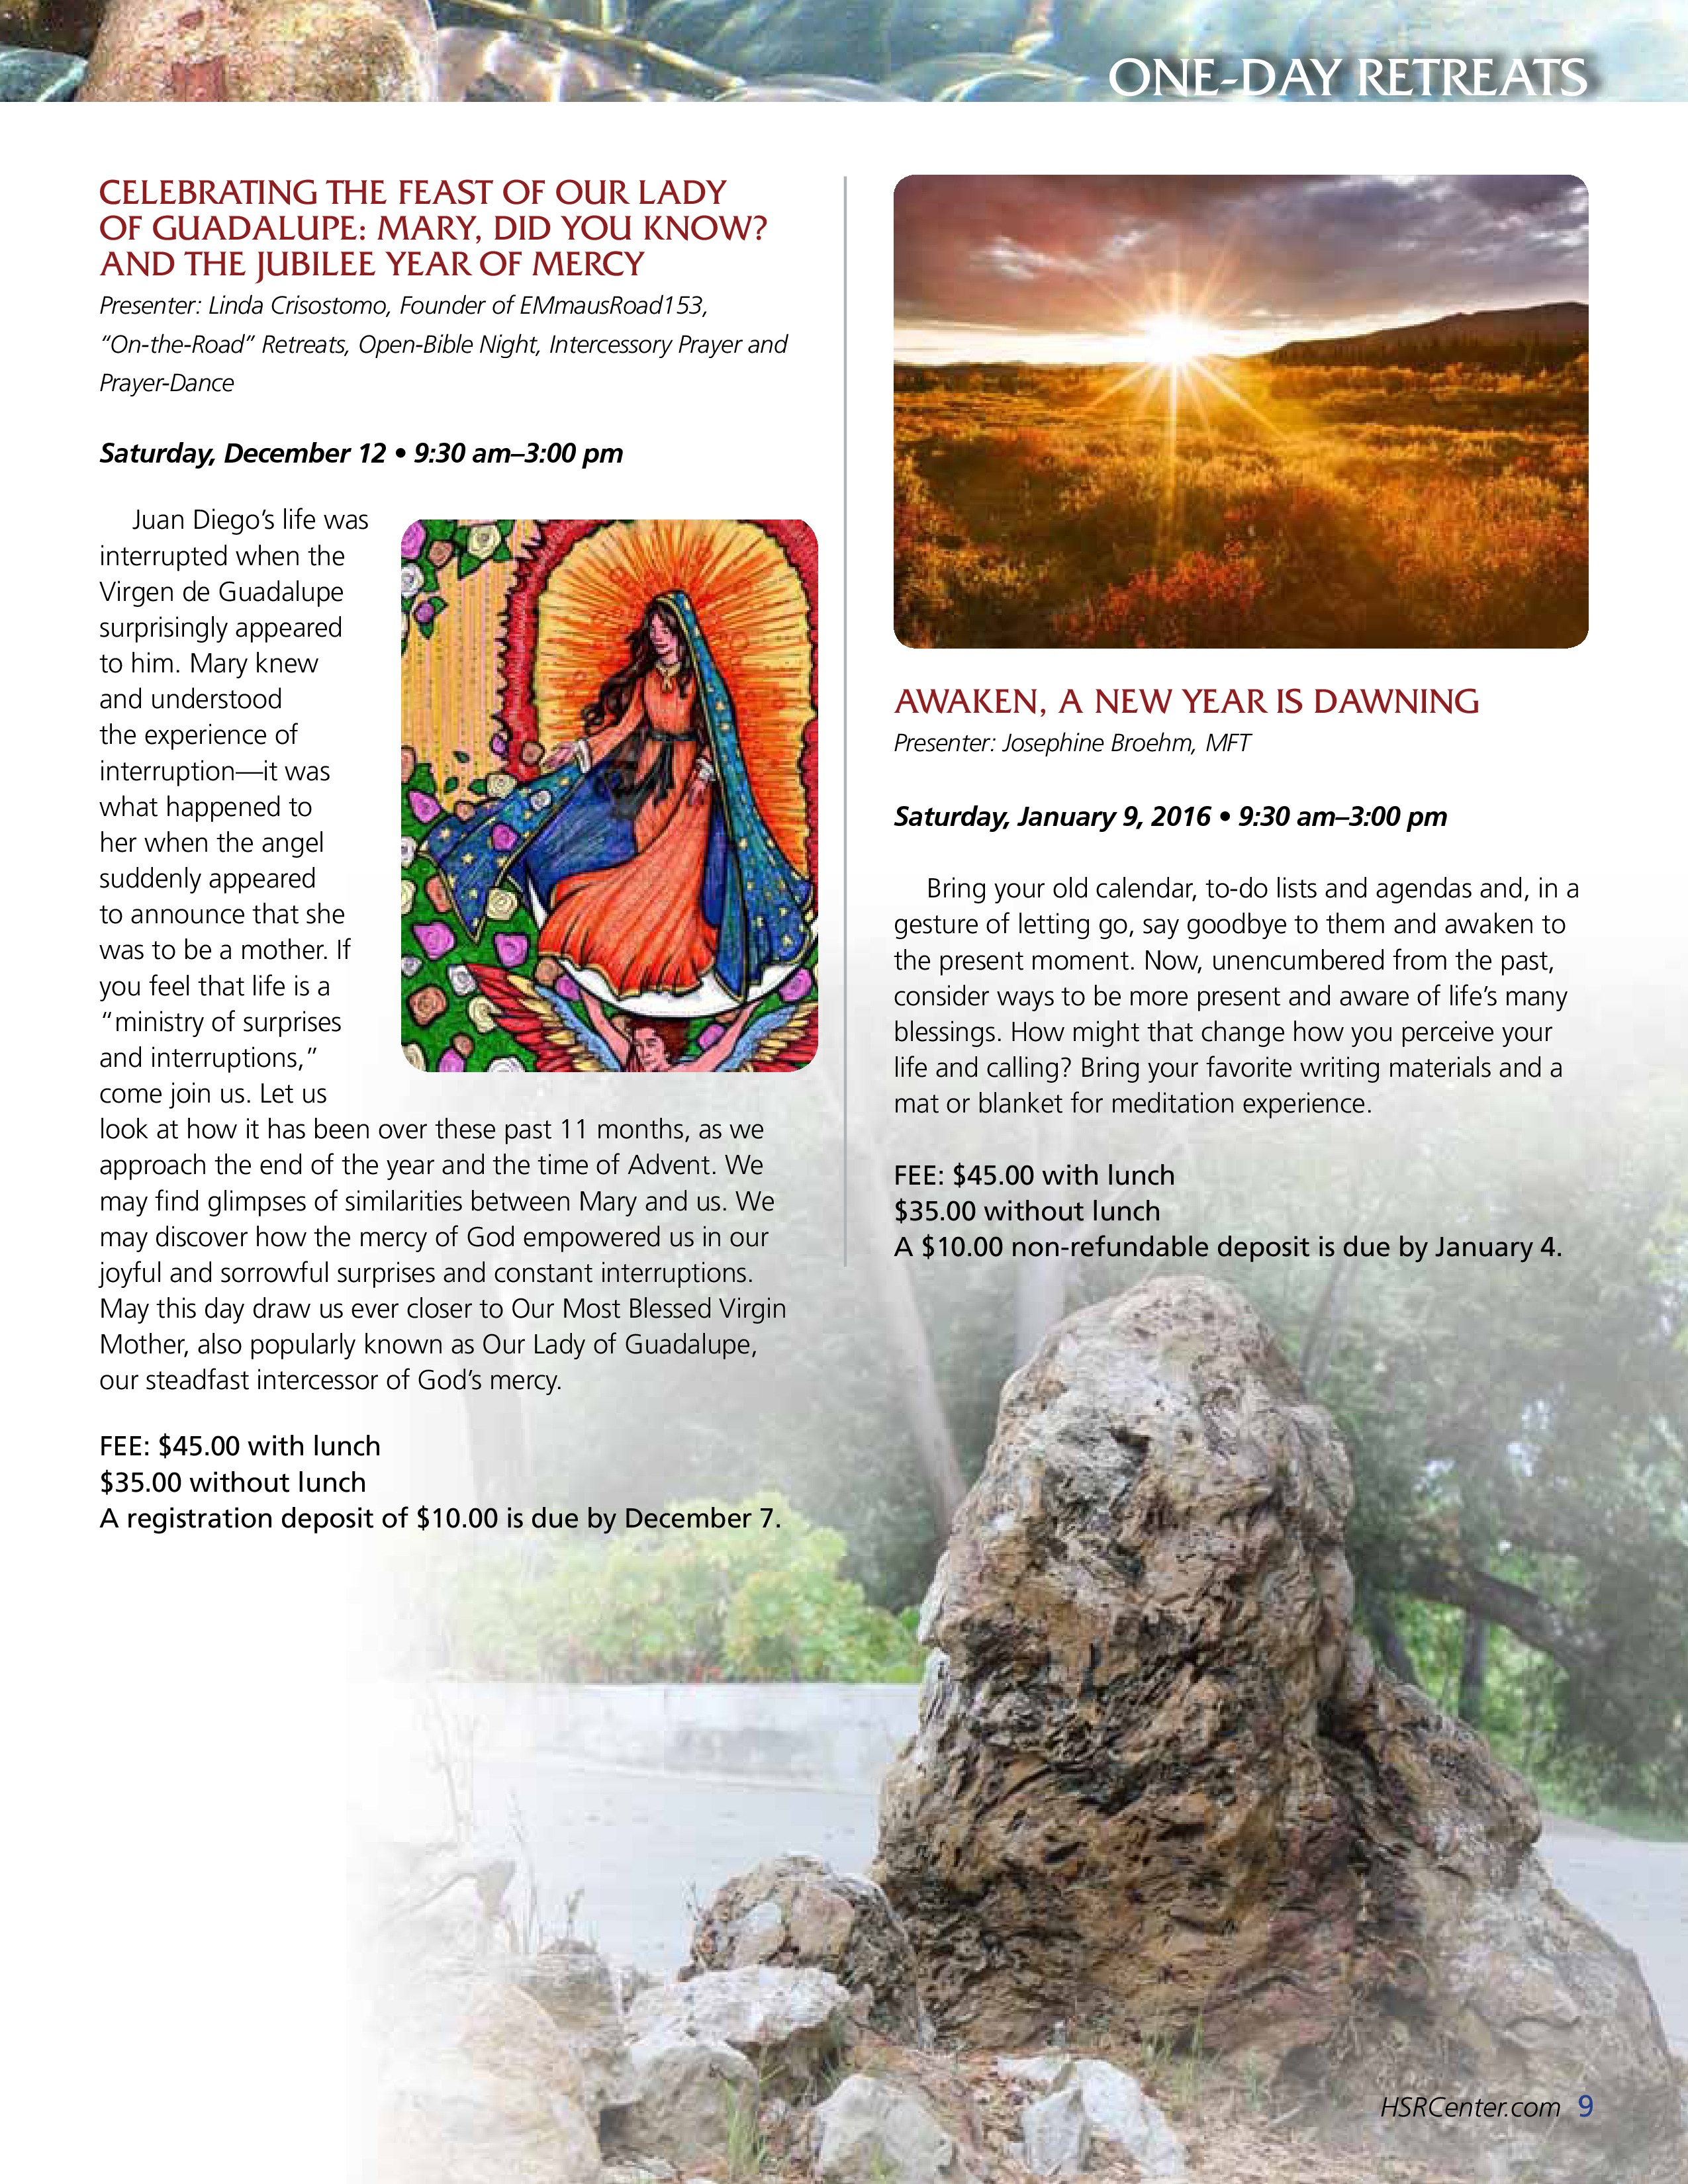 ONE-DAY RETREATS
CELEBRATING THE FEAST OF OUR LADY
OF GUADALUPE: MARY, DID YOU KNOW?
AND THE JUBILEE YEAR OF MERCY
Presenter: Linda Crisostomo, Founder of EMmausRoad153,
“On-the-Road” Retreats, Open-Bible Night, Intercessory Prayer and
Prayer-Dance
Saturday, December 12 • 9:30 am–3:00 pm
Juan Diego’s life was
interrupted when the
Virgen de Guadalupe
surprisingly appeared
to him. Mary knew
and understood
the experience of
interruption—it was
what happened to
her when the angel
suddenly appeared
to announce that she
was to be a mother. If
you feel that life is a
“ministry of surprises
and interruptions,”
come join us. Let us
look at how it has been over these past 11 months, as we
approach the end of the year and the time of Advent. We
may find glimpses of similarities between Mary and us. We
may discover how the mercy of God empowered us in our
joyful and sorrowful surprises and constant interruptions.
May this day draw us ever closer to Our Most Blessed Virgin
Mother, also popularly known as Our Lady of Guadalupe,
our steadfast intercessor of God’s mercy.
FEE: $45.00 with lunch
$35.00 without lunch
A registration deposit of $10.00 is due by December 7.
AWAKEN, A NEW YEAR IS DAWNING
Presenter: Josephine Broehm, MFT
Saturday, January 9, 2016 • 9:30 am–3:00 pm
Bring your old calendar, to-do lists and agendas and, in a
gesture of letting go, say goodbye to them and awaken to
the present moment. Now, unencumbered from the past,
consider ways to be more present and aware of life’s many
blessings. How might that change how you perceive your
life and calling? Bring your favorite writing materials and a
mat or blanket for meditation experience.
FEE: $45.00 with lunch
$35.00 without lunch
A $10.00 non-refundable deposit is due by January 4.
HSRCenter.com 9